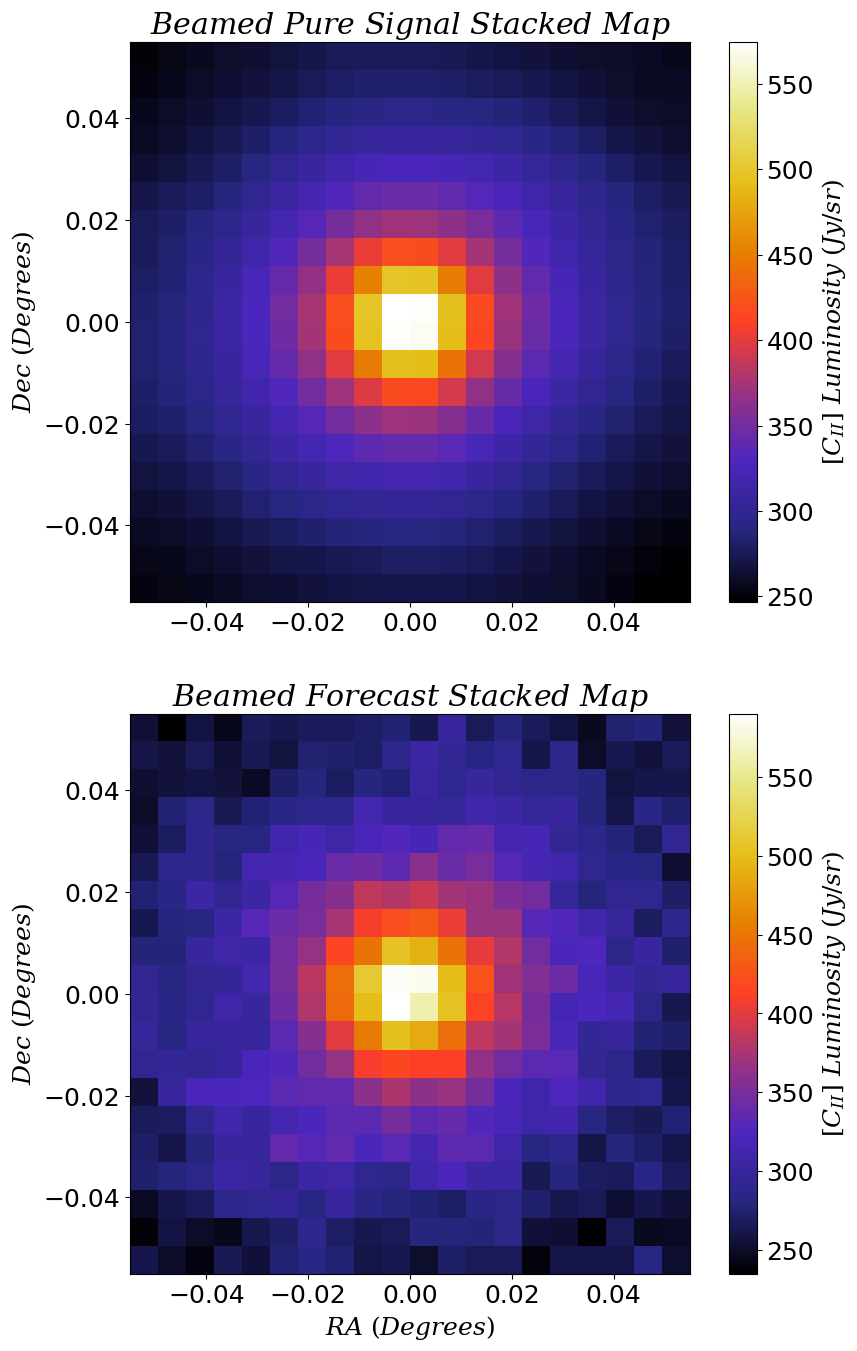 Beamed Pure Signal Stacked Map
0.04
0.02
0.00
−0.02
−0.04
Dec (Degrees)
−0.04 −0.02 0.00 0.02 0.04
550
500
450
400
350
300
250
[C_II] Luminosity (Jy/sr)
Beamed Forecast Stacked Map
0.04
0.02
0.00
−0.02
−0.04
Dec (Degrees)
−0.04 −0.02 0.00 0.02 0.04
RA (Degrees)
550
500
450
400
350
300
250
[C_II] Luminosity (Jy/sr)